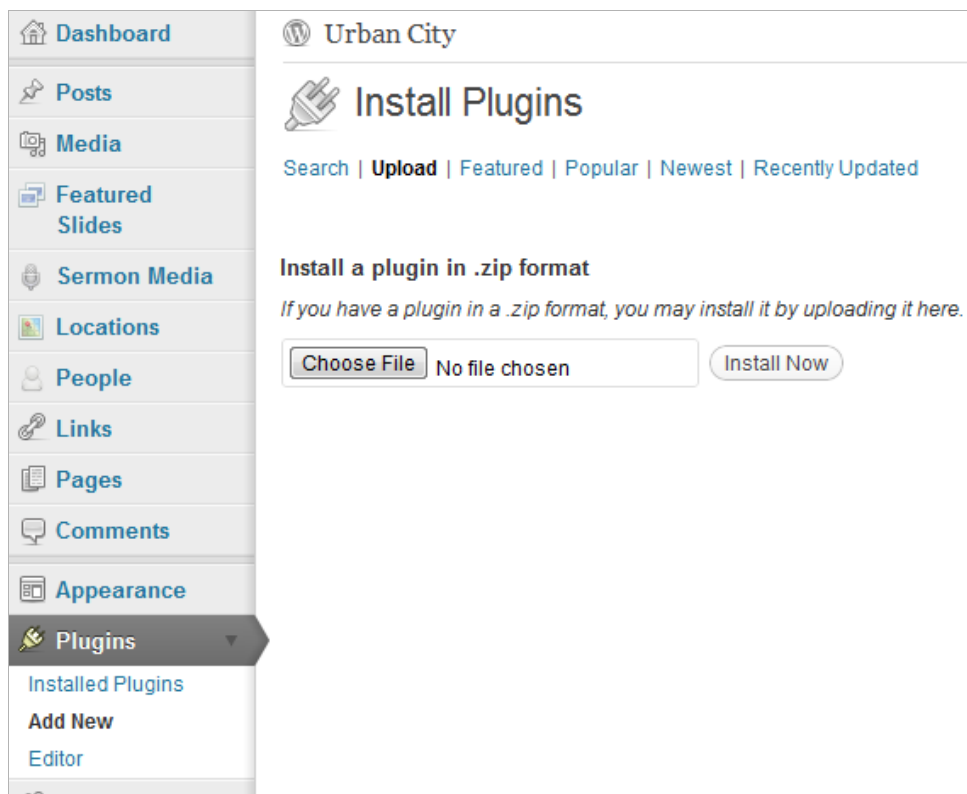 Dashboard
Posts
Media
Featured
Slides
Sermon Media
Locations
People
Links
Pages
Comments
Appearance
Plugins
Installed Plugins
Add New
Editor
Urban City
Install Plugins
Search | Upload | Featured | Popular | Newest | Recently Updated
Install a plugin in .zip format
If you have a plugin in a .zip format, you may install it by uploading it here.
Choose File No file chosen Install Now